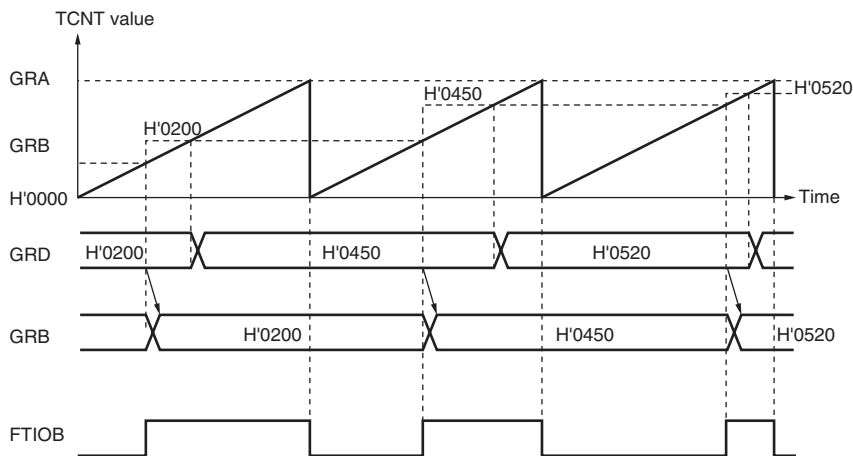 TCNT value
GRA
H'0450
H'0520
H'0200
GRB
H'0000
Time
GRD
H'0200
H'0450
H'0520
GRB
H'0200
H'0450
H'0520
FTIOB